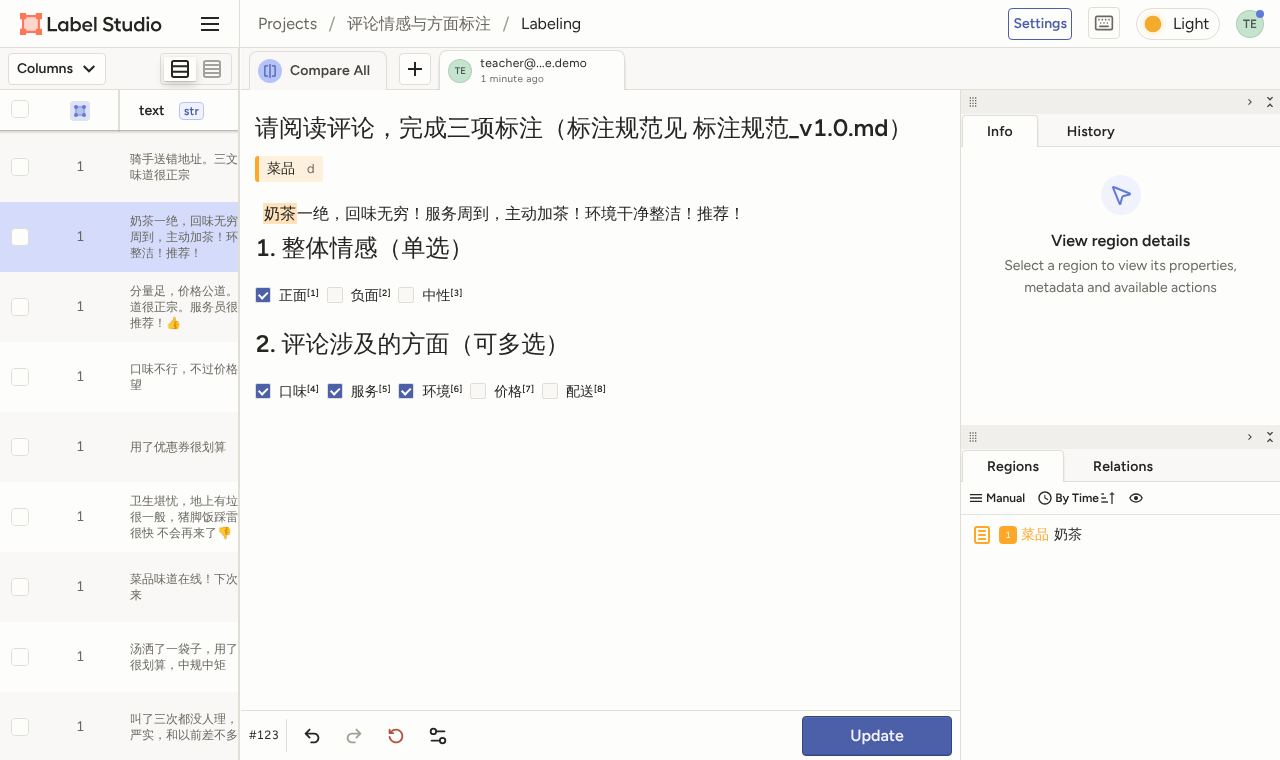 Label Studio
Projects / 评论情感与方面标注 / Labeling
Settings
Light
TE
Columns
Compare All
TE
teacher@...e.demo
1 minute ago
text str
1
骑手送错地址。三文
味道很正宗
1
奶茶一绝，回味无穷
周到，主动加茶！环
整洁！推荐！
1
分量足，价格公道。
道很正宗。服务员很
推荐！👍
1
口味不行，不过价格
望
1
用了优惠券很划算
1
卫生堪忧，地上有垃
很一般，猪脚饭踩雷
很快 不会再来了👎
1
菜品味道在线！下次
来
1
汤洒了一袋子，用了
很划算，中规中矩
1
叫了三次都没人理，
严实，和以前差不多
请阅读评论，完成三项标注（标注规范见 标注规范_v1.0.md）
菜品 d
奶茶一绝，回味无穷！服务周到，主动加茶！环境干净整洁！推荐！
1. 整体情感（单选）
正面[1] 负面[2] 中性[3]
2. 评论涉及的方面（可多选）
口味[4] 服务[5] 环境[6] 价格[7] 配送[8]
#123
Update
Info History
View region details
Select a region to view its properties,
metadata and available actions
Regions Relations
Manual By Time
1 菜品 奶茶